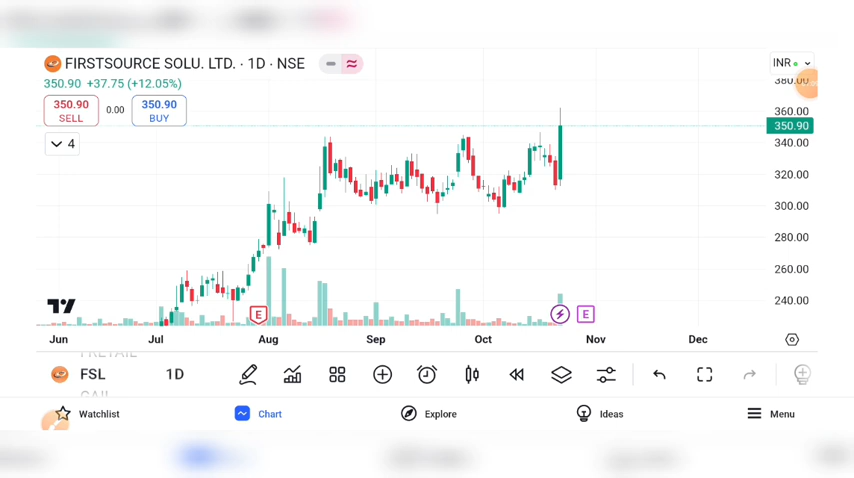 FIRSTSOURCE SOLU. LTD. · 1D · NSE
INR
350.90 +37.75 (+12.05%)
380.00
350.90 SELL 0.00 350.90 BUY
360.00
350.90
4
340.00
320.00
300.00
280.00
260.00
240.00
E E
Jun Jul Aug Sep Oct Nov Dec
FSL 1D
Watchlist Chart Explore Ideas Menu